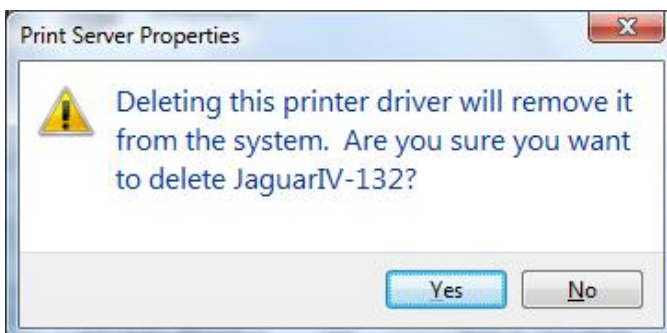 Print Server Properties
Deleting this printer driver will remove it
from the system.  Are you sure you want
to delete JaguarIV-132?
Yes
No